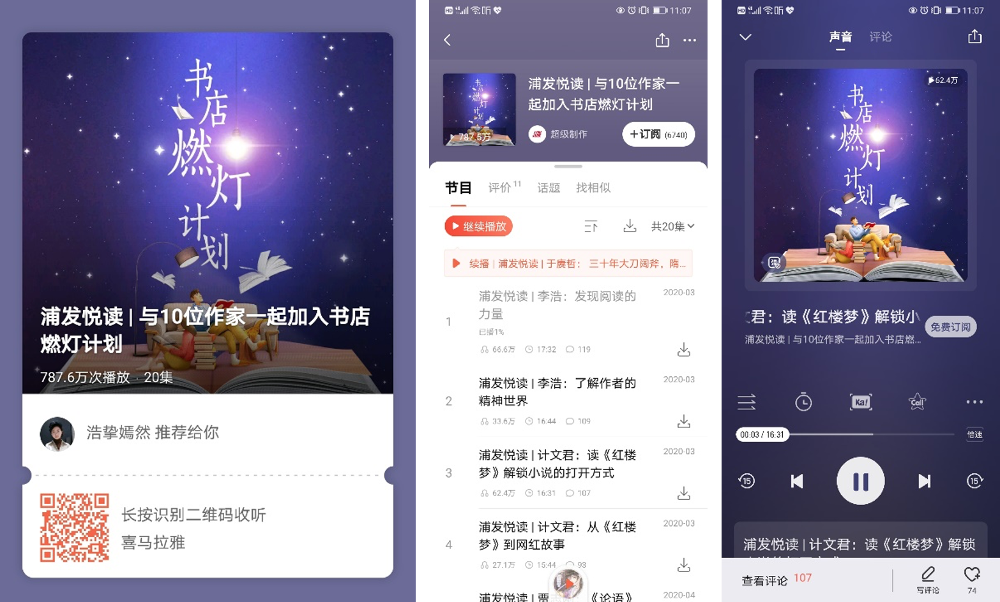 书店
燃灯
计划
浦发悦读 | 与10位作家一起加入书店
燃灯计划
787.6万次播放 · 20集
浩挚嫣然 推荐给你
长按识别二维码收听
喜马拉雅
HD 听
11:07
书店
燃灯
计划
787.5万
浦发悦读 | 与10位作家一
起加入书店燃灯计划
超级制作
+订阅 (6740)
节目 评价 11 话题 找相似
继续播放
共20集
续播 | 浦发悦读 | 于赓哲： 三十年大刀阔斧，隋...
1
浦发悦读 | 李浩：发现阅读的
力量
2020-03
已播1%
66.6万 17:32 119
2
浦发悦读 | 李浩：了解作者的
精神世界
2020-03
33.6万 16:44 109
3
浦发悦读 | 计文君：读《红楼
梦》解锁小说的打开方式
2020-03
62.4万 16:31 107
4
浦发悦读 | 计文君：从《红楼
梦》到网红故事
2020-03
27.1万 15:44 93
浦发悦读 | 贾 《论语》
2020-04
HD 听
11:07
声音 评论
62.4万
书店
燃灯
计划
君：读《红楼梦》解锁小
免费订阅
浦发悦读 | 与10位作家一起加入书店燃...
Ka!
Call
00:03 / 16:31
倍速
15
15
浦发悦读 | 计文君：读《红楼梦》解锁
查看评论 107
写评论
74